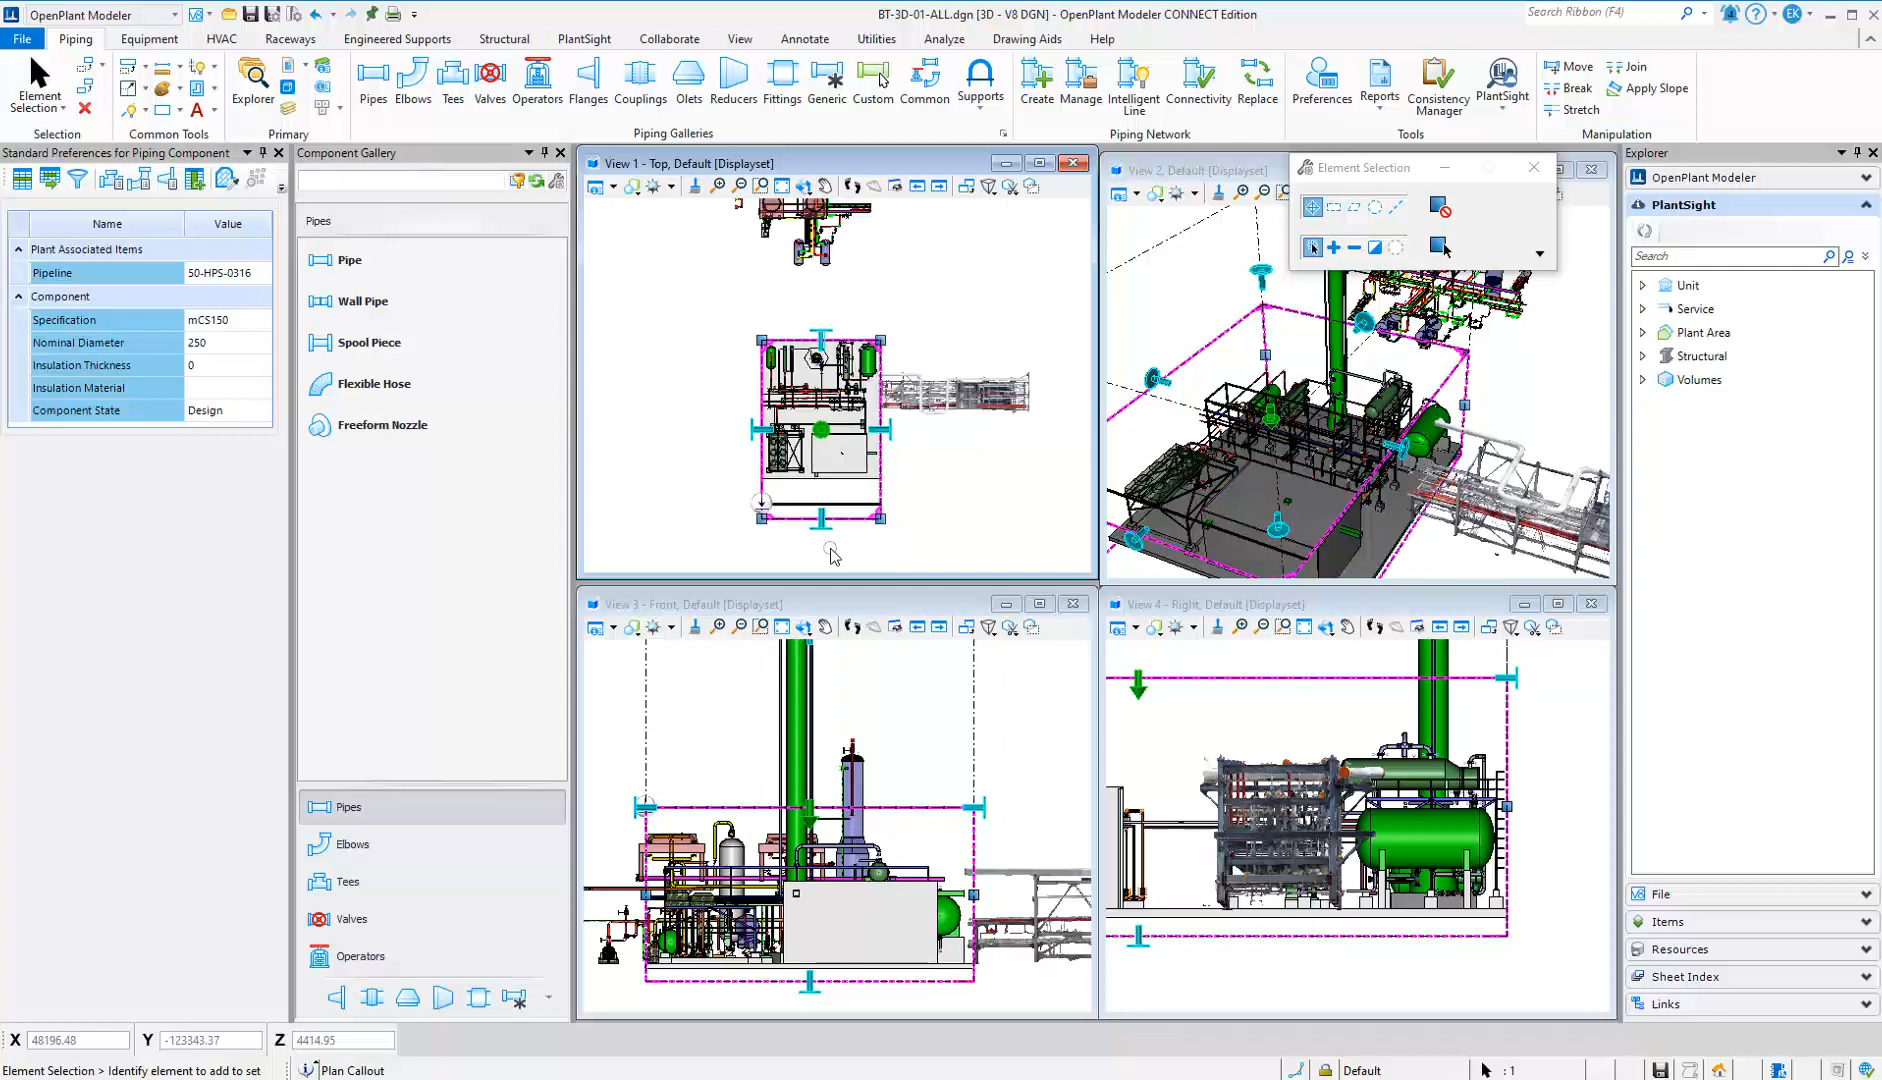 OpenPlant Modeler
BT-3D-01-ALL.dgn [3D - V8 DGN] - OpenPlant Modeler CONNECT Edition
Search Ribbon (F4)
EK
File
Piping
Equipment
HVAC
Raceways
Engineered Supports
Structural
PlantSight
Collaborate
View
Annotate
Utilities
Analyze
Drawing Aids
Help
Element
Selection
Explorer
Pipes
Elbows
Tees
Valves
Operators
Flanges
Couplings
Olets
Reducers
Fittings
Generic
Custom
Common
Supports
Create
Manage
Intelligent
Line
Connectivity
Replace
Preferences
Reports
Consistency
Manager
PlantSight
Move
Join
Break
Apply Slope
Stretch
Selection
Common Tools
Primary
Piping Galleries
Piping Network
Tools
Manipulation
Standard Preferences for Piping Component
Name
Value
Plant Associated Items
Pipeline
50-HPS-0316
Component
Specification
mCS150
Nominal Diameter
250
Insulation Thickness
0
Insulation Material
Component State
Design
Component Gallery
Pipes
Pipe
Wall Pipe
Spool Piece
Flexible Hose
Freeform Nozzle
Pipes
Elbows
Tees
Valves
Operators
View 1 - Top, Default [Displayset]
View 2, Default [Displayset]
Element Selection
View 3 - Front, Default [Displayset]
View 4 - Right, Default [Displayset]
Explorer
OpenPlant Modeler
PlantSight
Search
Unit
Service
Plant Area
Structural
Volumes
V8
File
Items
Resources
Sheet Index
Links
X
48196.48
Y
-123343.37
Z
4414.95
Element Selection > Identify element to add to set
Plan Callout
Default
: 1